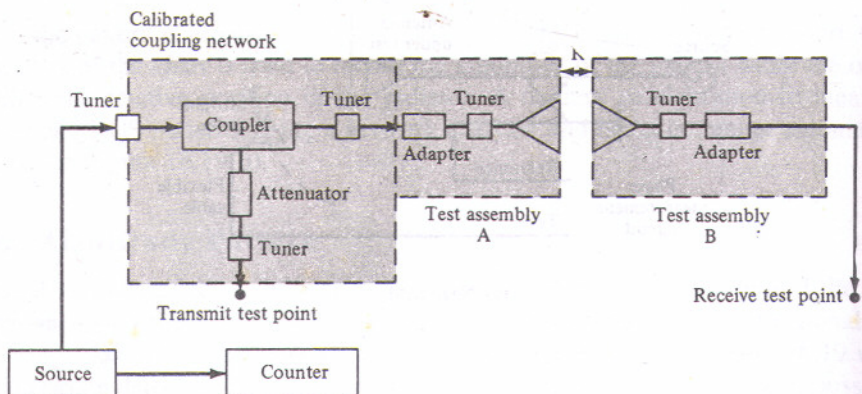 Calibrated
coupling network
Tuner
Coupler
Tuner
Tuner
Tuner
Adapter
Adapter
Attenuator
Test assembly
A
Test assembly
B
Tuner
Transmit test point
Receive test point
Source
Counter